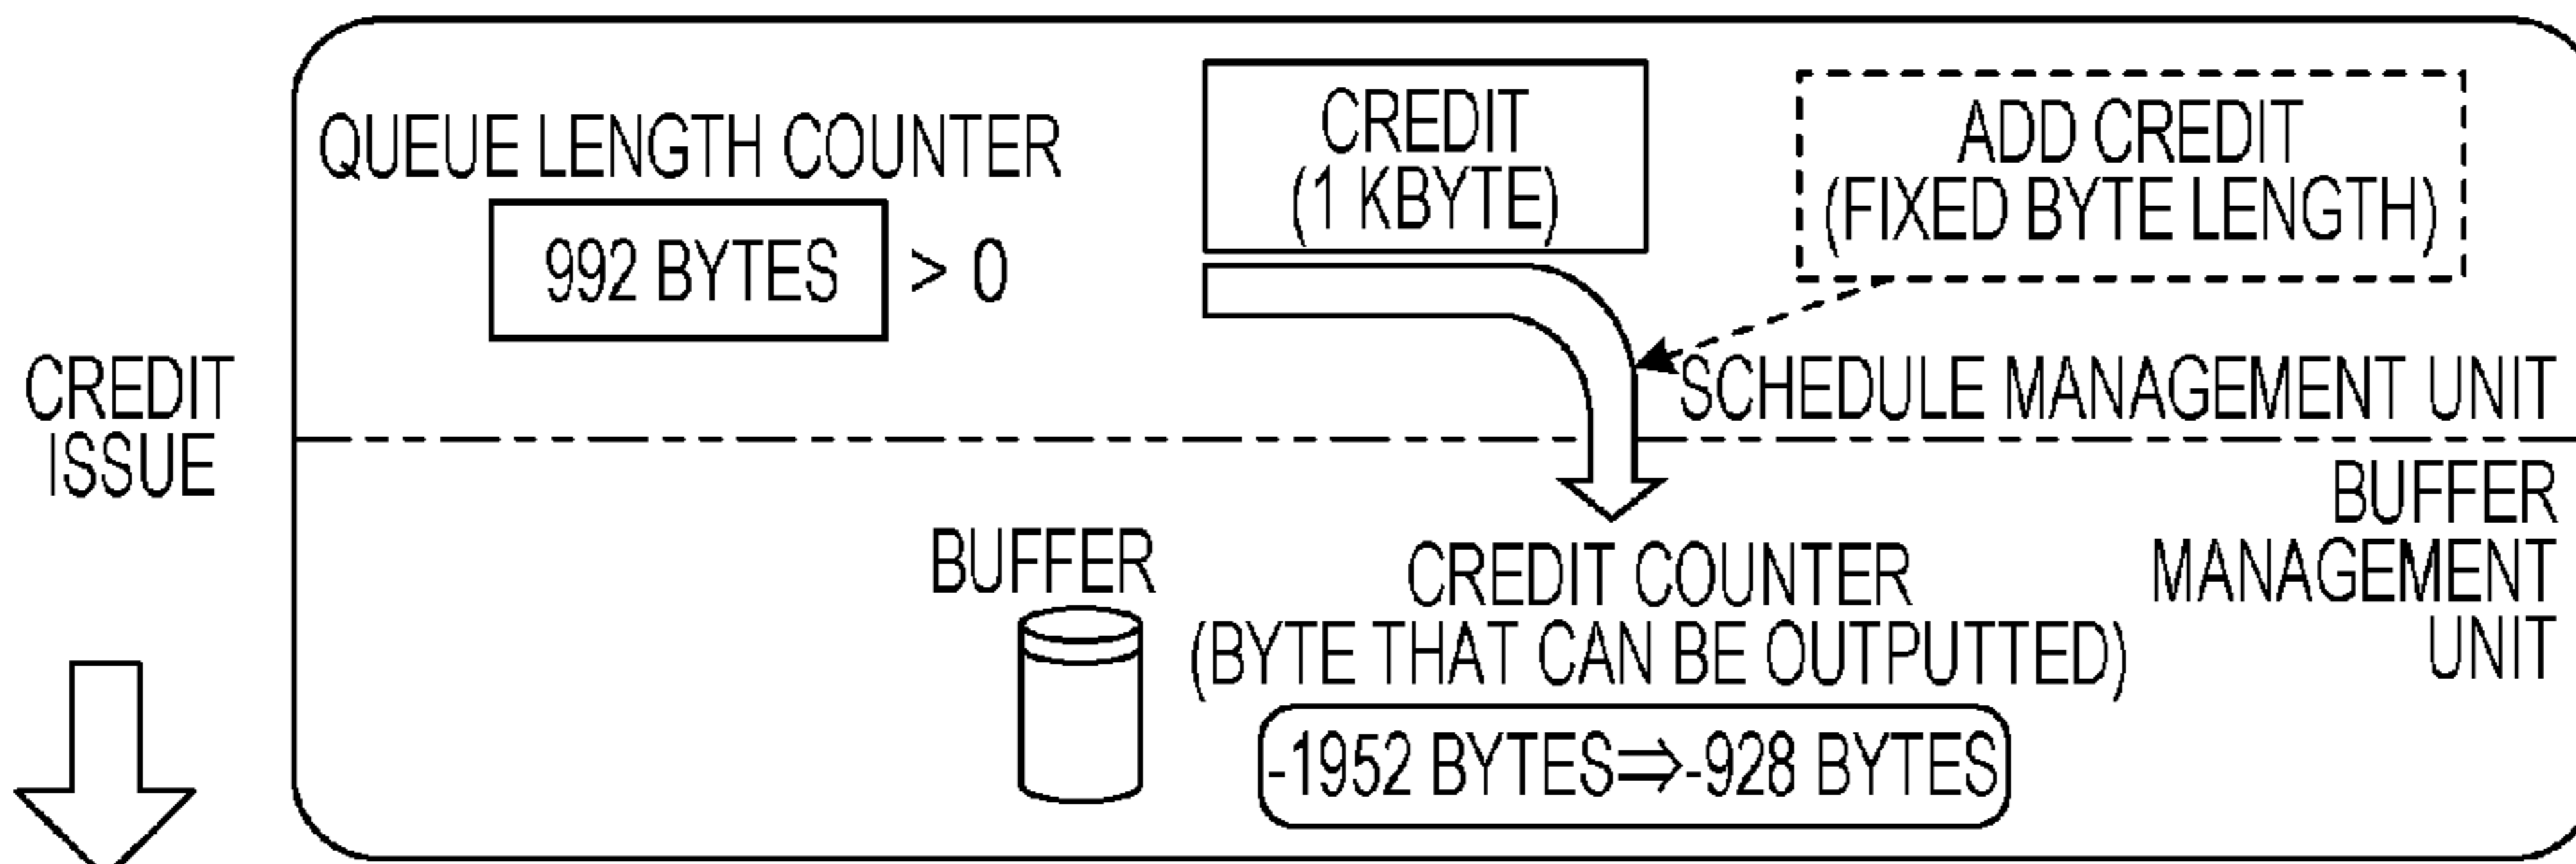 CREDIT
ISSUE
QUEUE LENGTH COUNTER
992 BYTES > 0
CREDIT
(1 KBYTE)
ADD CREDIT
(FIXED BYTE LENGTH)
SCHEDULE MANAGEMENT UNIT
BUFFER
MANAGEMENT
UNIT
BUFFER
CREDIT COUNTER
(BYTE THAT CAN BE OUTPUTTED)
-1952 BYTES⇒-928 BYTES